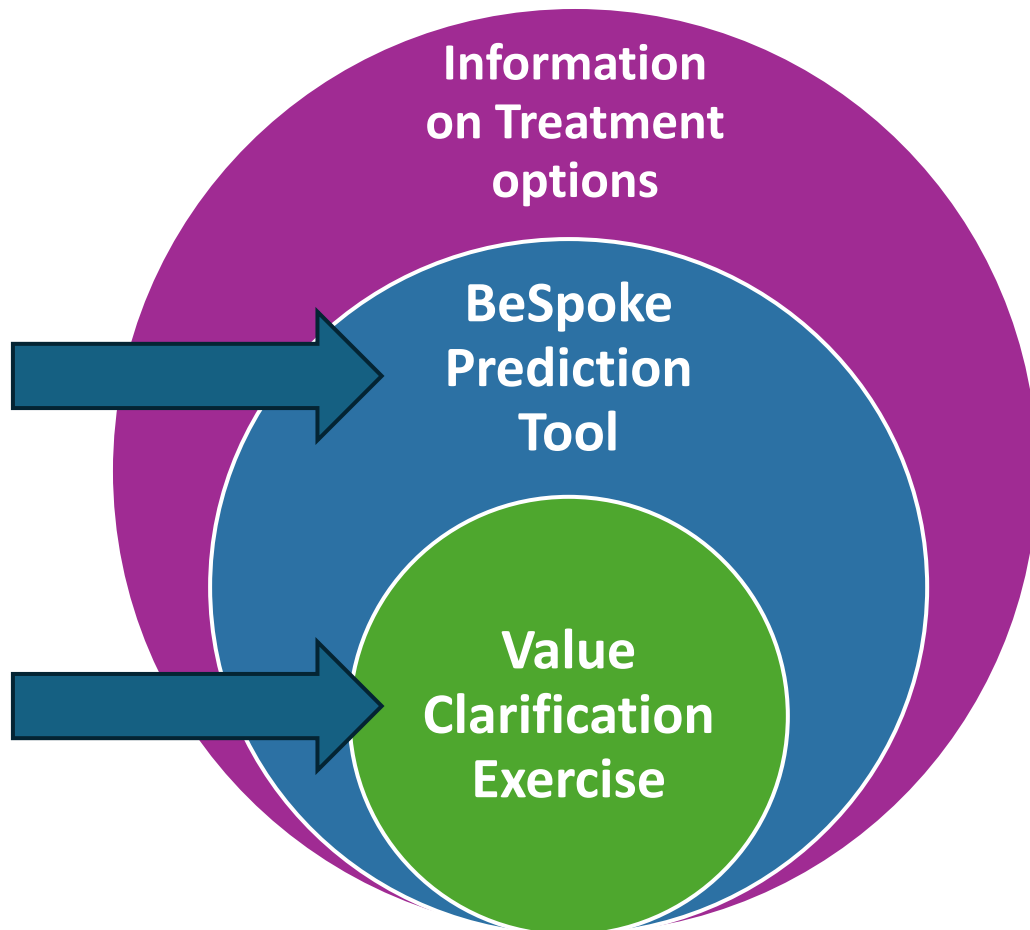 Information
on Treatment
options
BeSpoke
Prediction
Tool
Value
Clarification
Exercise